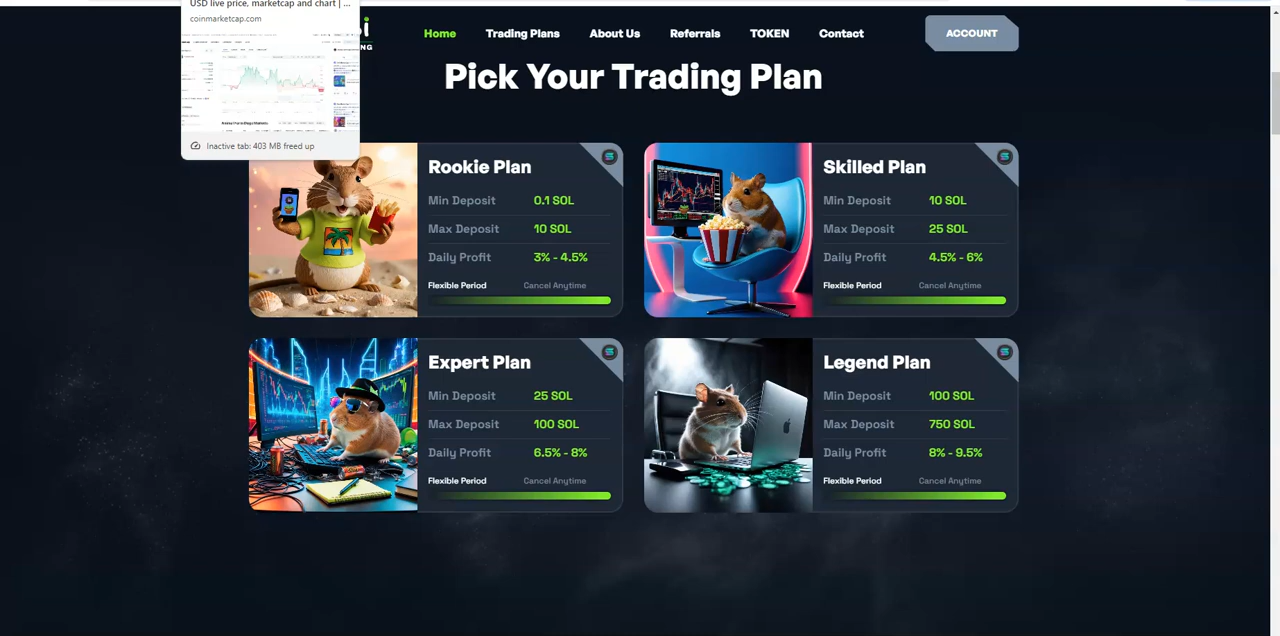 USD live price, marketcap and chart | ...
coinmarketcap.com
Inactive tab: 403 MB freed up
Home
Trading Plans
About Us
Referrals
TOKEN
Contact
ACCOUNT
Pick Your Trading Plan
Rookie Plan
Min Deposit 0.1 SOL
Max Deposit 10 SOL
Daily Profit 3% - 4.5%
Flexible Period Cancel Anytime
Skilled Plan
Min Deposit 10 SOL
Max Deposit 25 SOL
Daily Profit 4.5% - 6%
Flexible Period Cancel Anytime
Expert Plan
Min Deposit 25 SOL
Max Deposit 100 SOL
Daily Profit 6.5% - 8%
Flexible Period Cancel Anytime
Legend Plan
Min Deposit 100 SOL
Max Deposit 750 SOL
Daily Profit 8% - 9.5%
Flexible Period Cancel Anytime